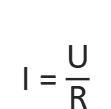 I = U/R